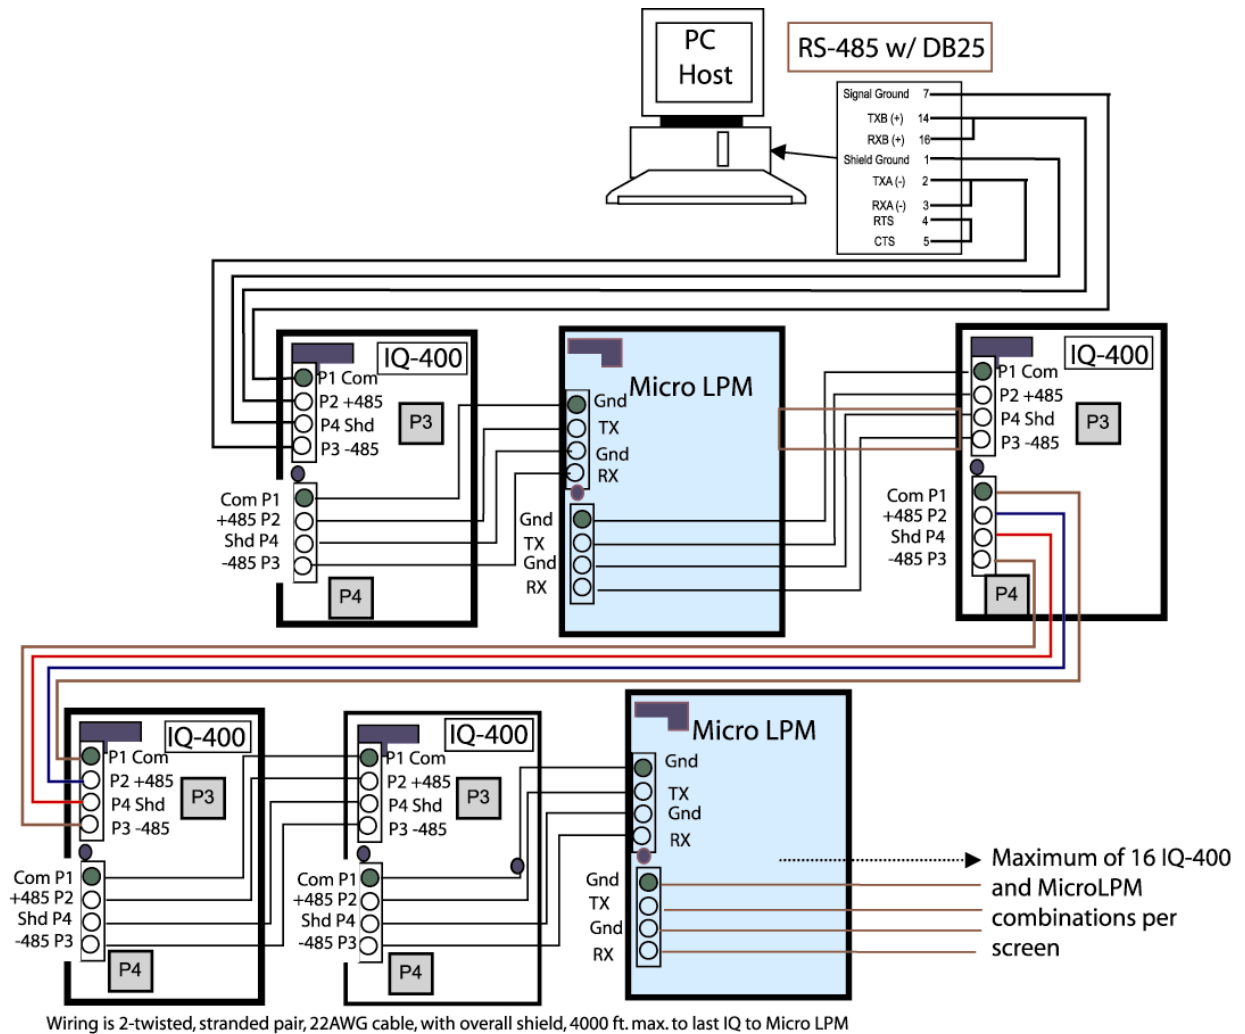 PC
Host
RS-485 w/ DB25
Signal Ground 7
TXB (+) 14
RXB (+) 16
Shield Ground 1
TXA (-) 2
RXA (-) 3
RTS 4
CTS 5
IQ-400
P1 Com
P2 +485
P4 Shd
P3 -485
P3
Com P1
+485 P2
Shd P4
-485 P3
P4
Micro LPM
Gnd
TX
Gnd
RX
Gnd
TX
Gnd
RX
IQ-400
P1 Com
P2 +485
P4 Shd
P3 -485
P3
Com P1
+485 P2
Shd P4
-485 P3
P4
IQ-400
P1 Com
P2 +485
P4 Shd
P3 -485
P3
Com P1
+485 P2
Shd P4
-485 P3
P4
IQ-400
P1 Com
P2 +485
P4 Shd
P3 -485
P3
Com P1
+485 P2
Shd P4
-485 P3
P4
Micro LPM
Gnd
TX
Gnd
RX
Gnd
TX
Gnd
RX
Maximum of 16 IQ-400
and MicroLPM
combinations per
screen
Wiring is 2-twisted, stranded pair, 22AWG cable, with overall shield, 4000 ft. max. to last IQ to Micro LPM